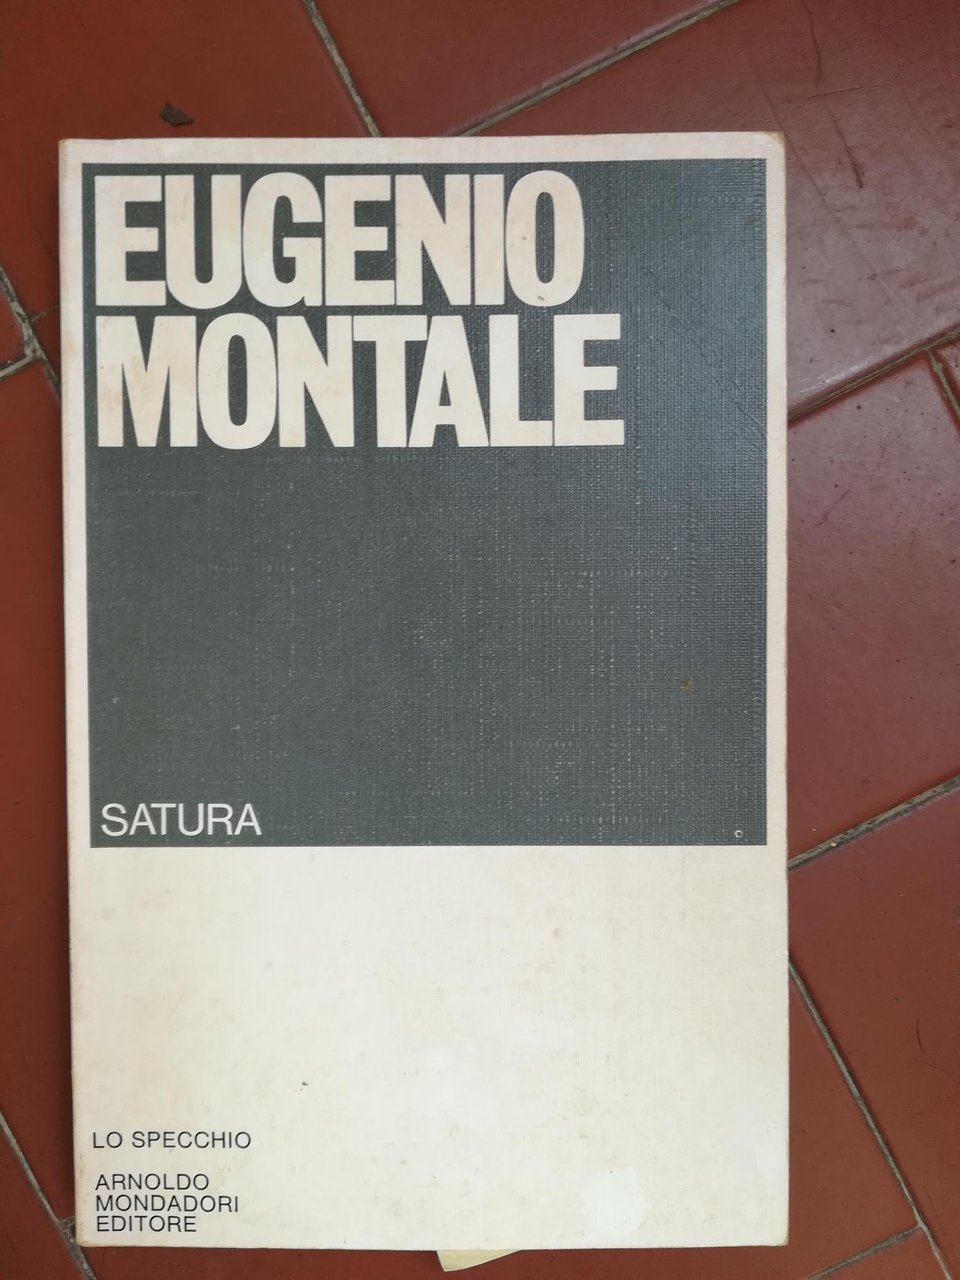 EUGENIO
MONTALE
SATURA
LO SPECCHIO
ARNOLDO
MONDADORI
EDITORE